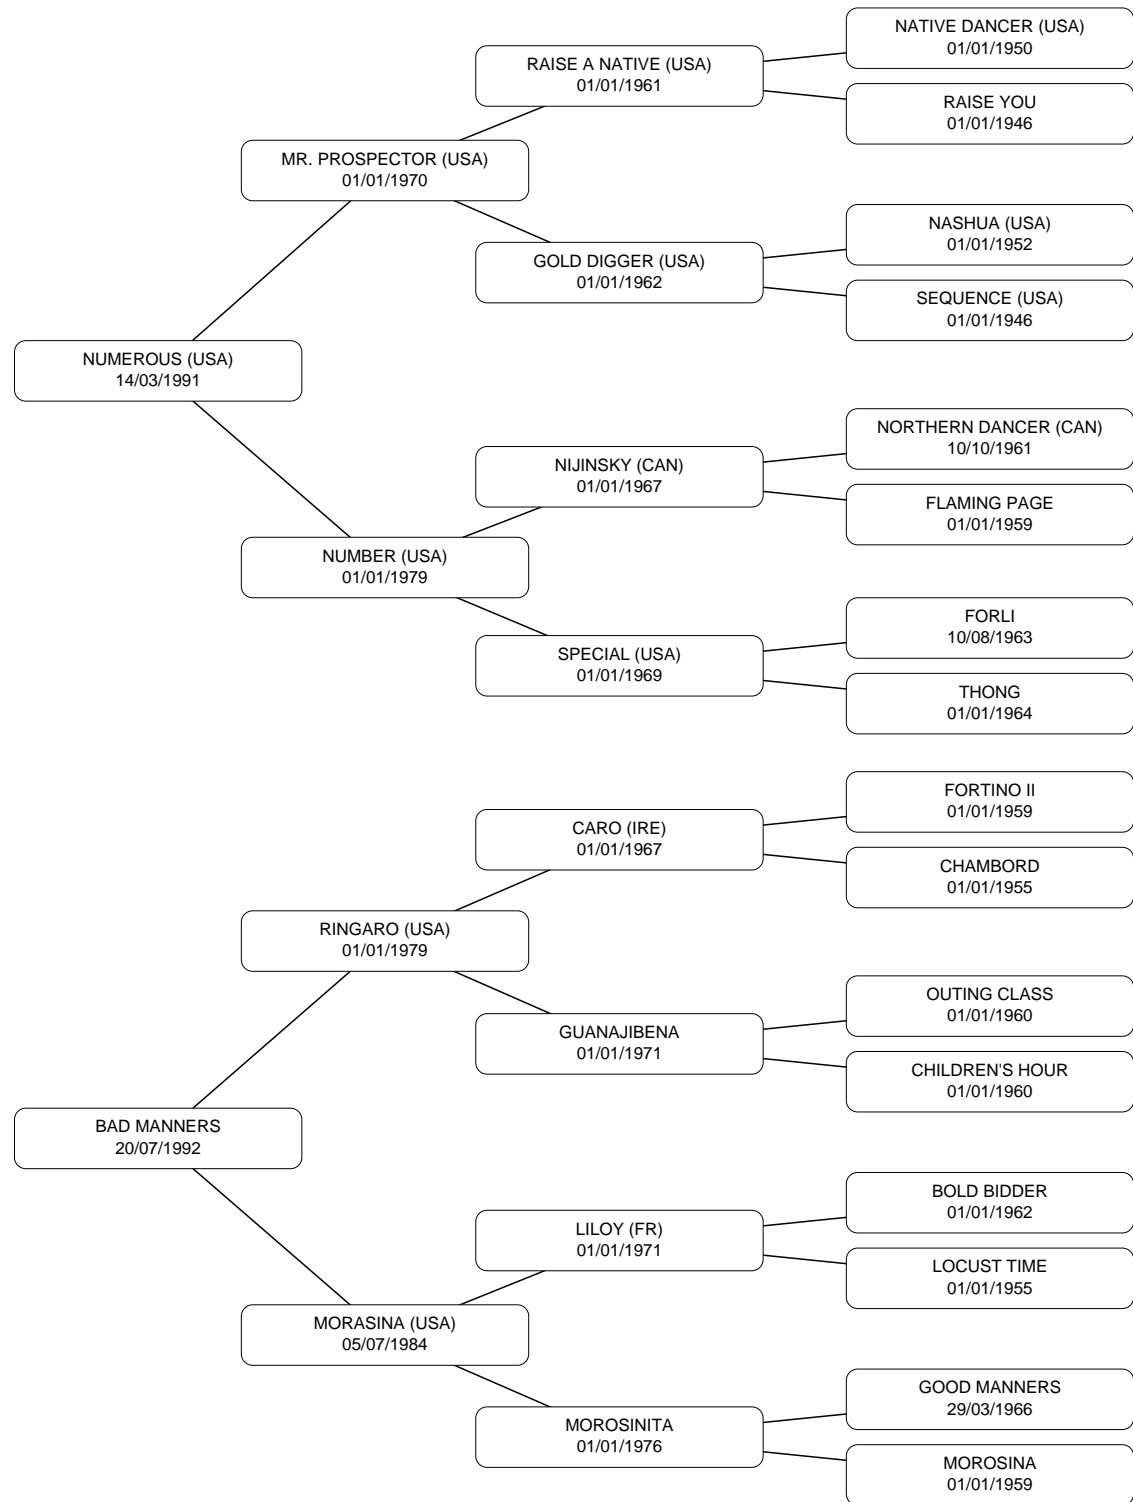 NATIVE DANCER (USA)
01/01/1950
RAISE A NATIVE (USA)
01/01/1961
RAISE YOU
01/01/1946
MR. PROSPECTOR (USA)
01/01/1970
NASHUA (USA)
01/01/1952
GOLD DIGGER (USA)
01/01/1962
SEQUENCE (USA)
01/01/1946
NUMEROUS (USA)
14/03/1991
NORTHERN DANCER (CAN)
10/10/1961
NIJINSKY (CAN)
01/01/1967
FLAMING PAGE
01/01/1959
NUMBER (USA)
01/01/1979
FORLI
10/08/1963
SPECIAL (USA)
01/01/1969
THONG
01/01/1964
FORTINO II
01/01/1959
CARO (IRE)
01/01/1967
CHAMBORD
01/01/1955
RINGARO (USA)
01/01/1979
OUTING CLASS
01/01/1960
GUANAJIBENA
01/01/1971
CHILDREN'S HOUR
01/01/1960
BAD MANNERS
20/07/1992
BOLD BIDDER
01/01/1962
LILOY (FR)
01/01/1971
LOCUST TIME
01/01/1955
MORASINA (USA)
05/07/1984
GOOD MANNERS
29/03/1966
MOROSINITA
01/01/1976
MOROSINA
01/01/1959